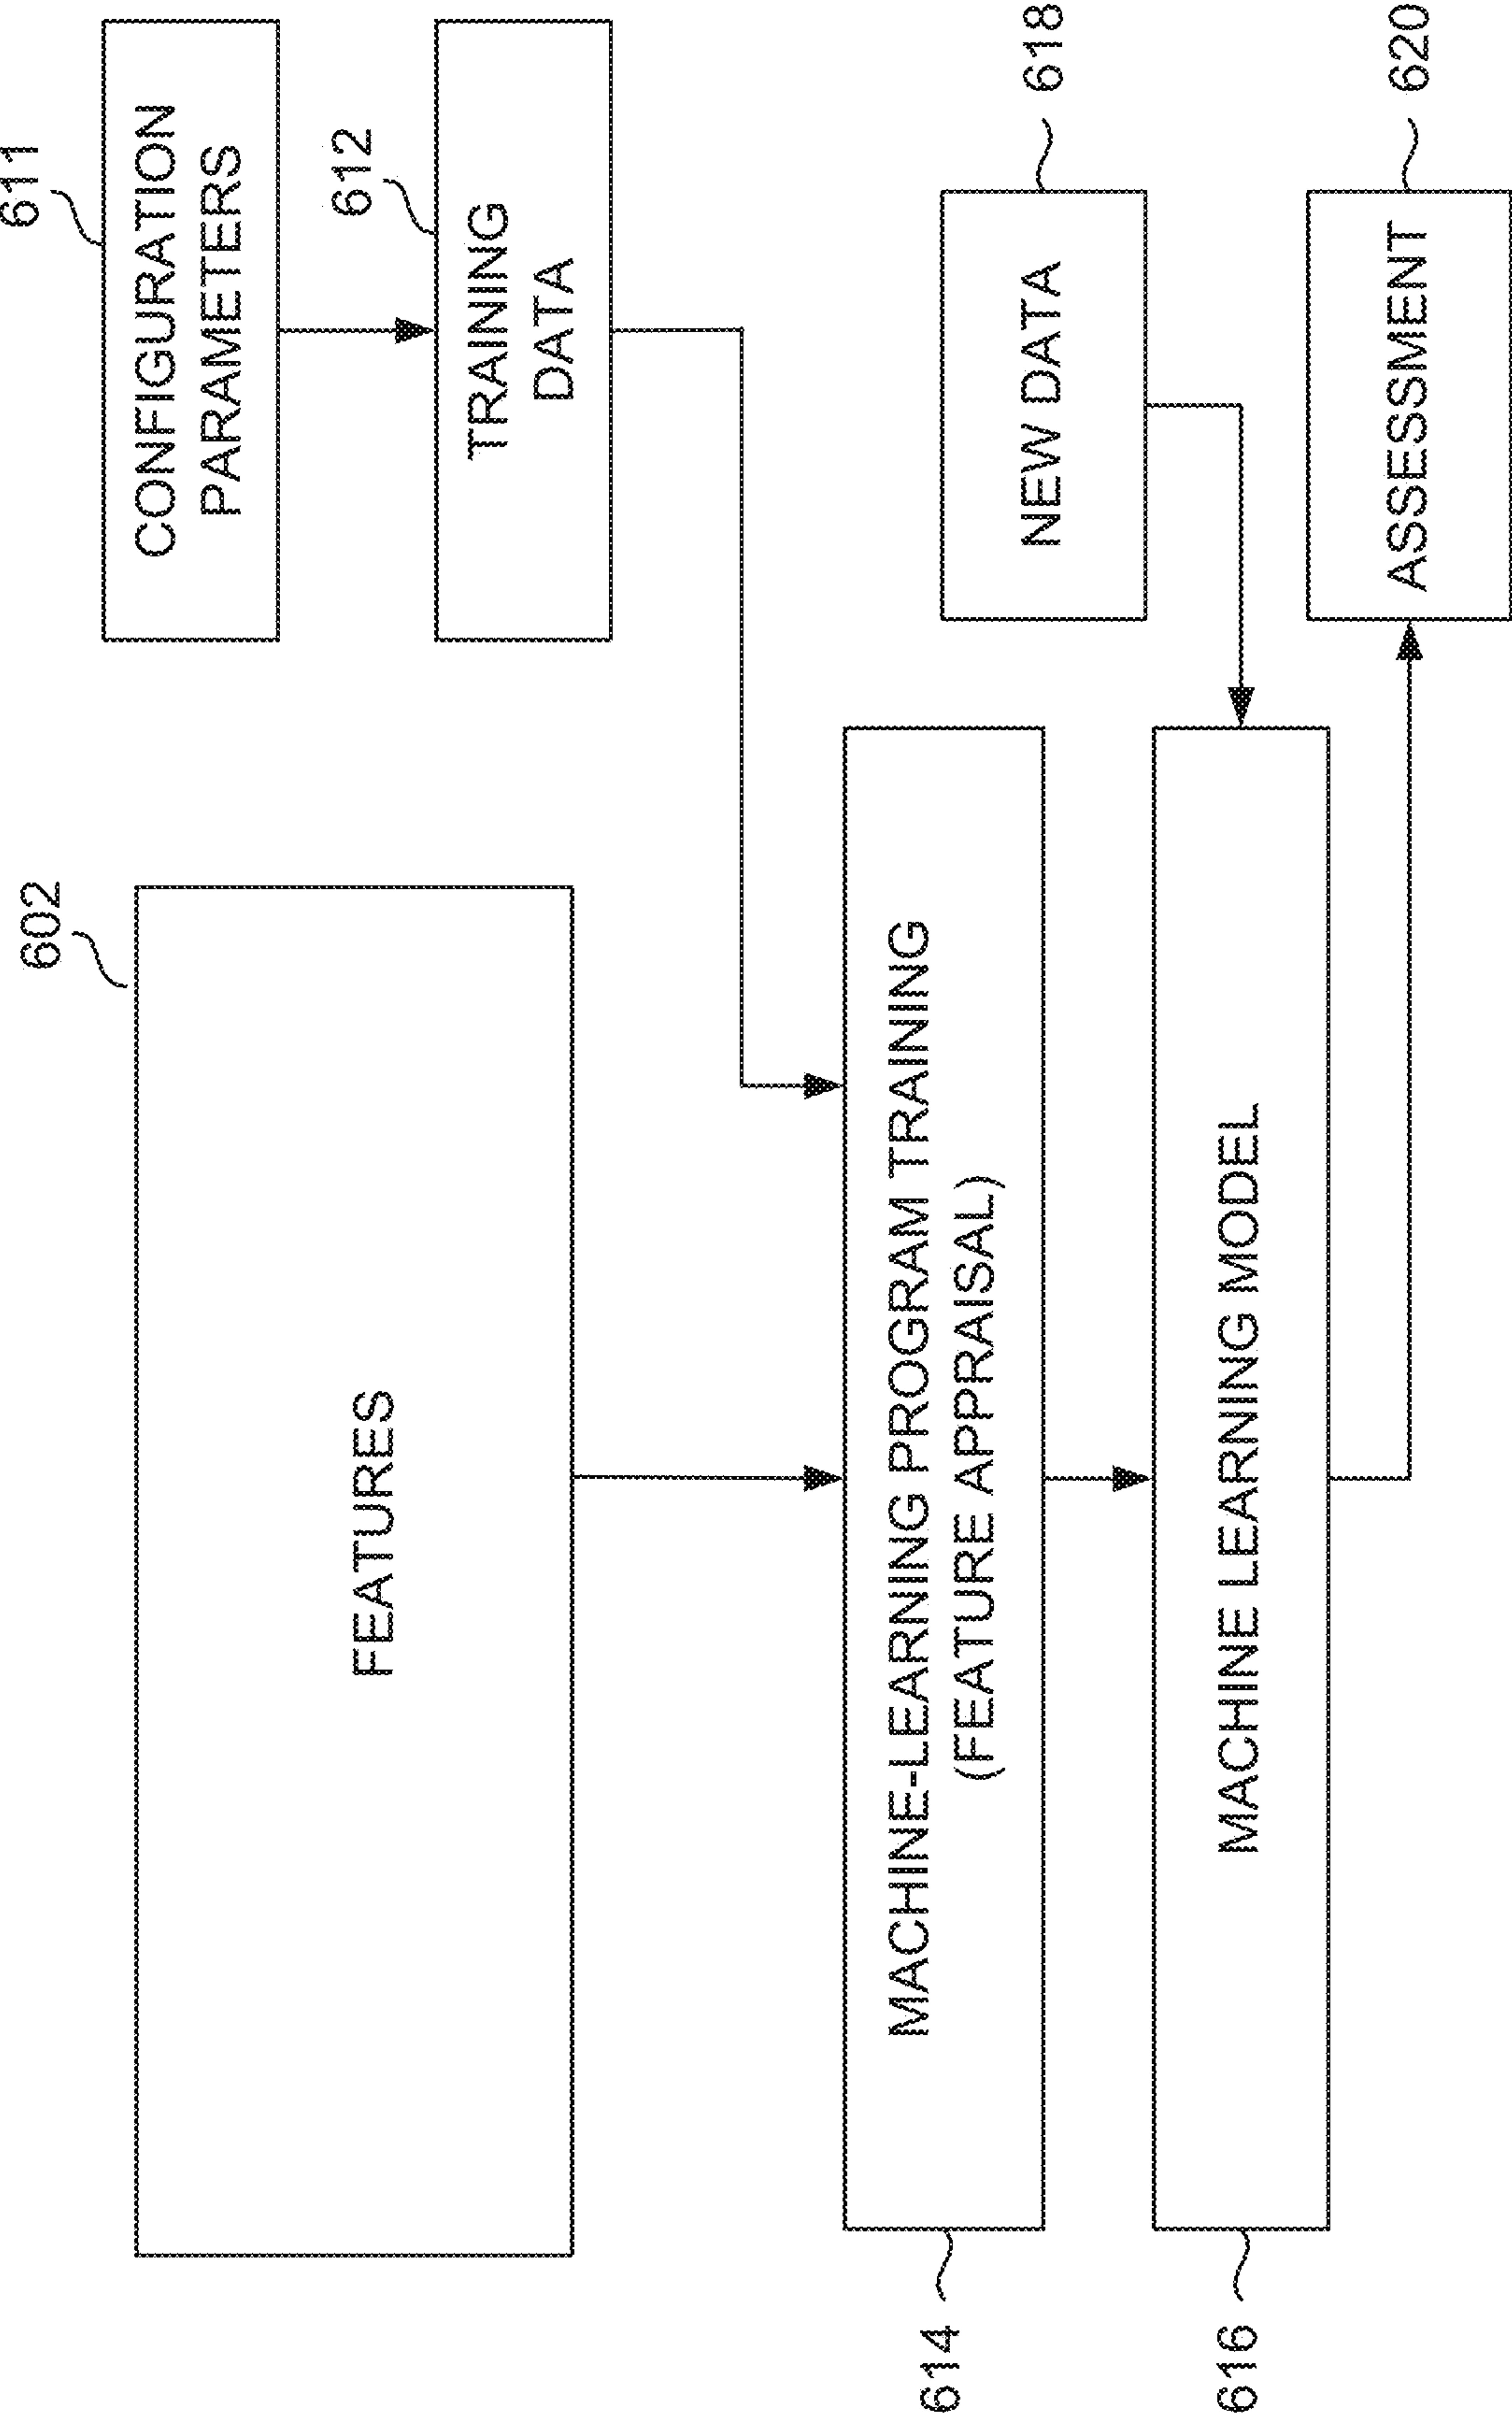 602
FEATURES
611
CONFIGURATION
PARAMETERS
612
TRAINING
DATA
614
MACHINE-LEARNING PROGRAM TRAINING
(FEATURE APPRAISAL)
618
NEW DATA
616
MACHINE LEARNING MODEL
620
ASSESSMENT